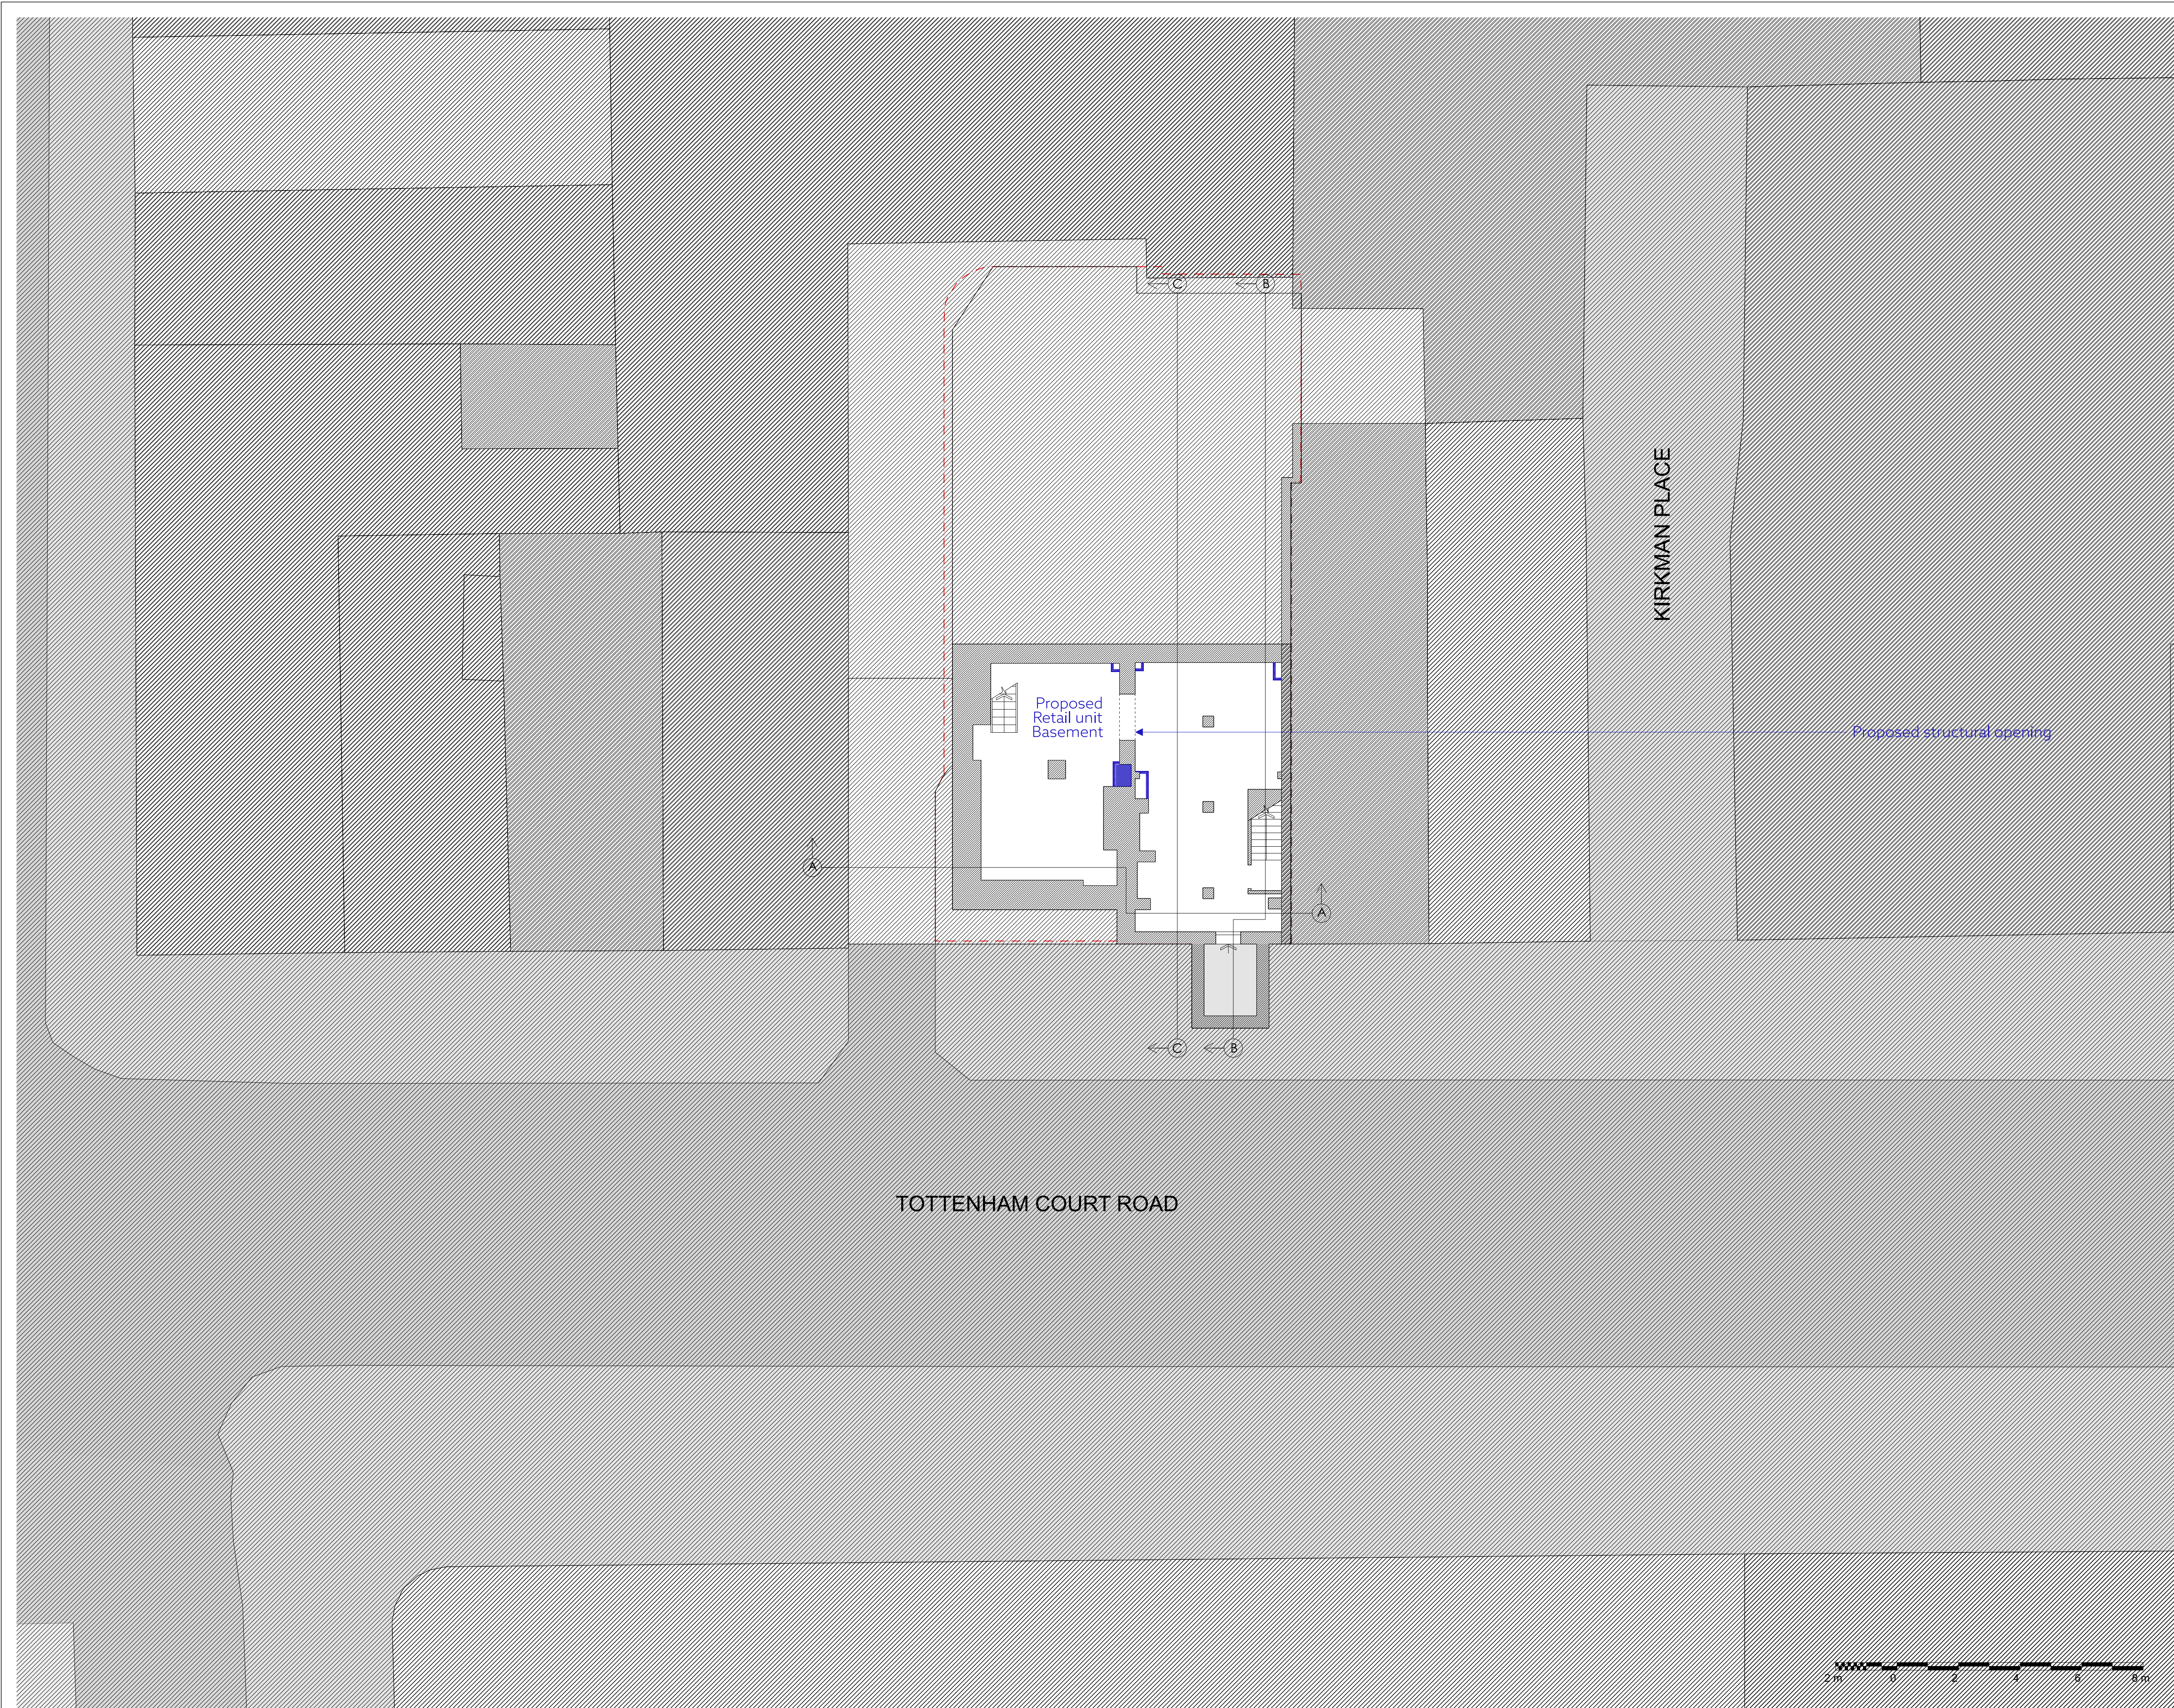 C
B
KIRKMAN PLACE
Proposed
Retail unit
Basement
Proposed structural opening
A
A
C
B
TOTTENHAM COURT ROAD
2 m 0 2 4 6 8 m